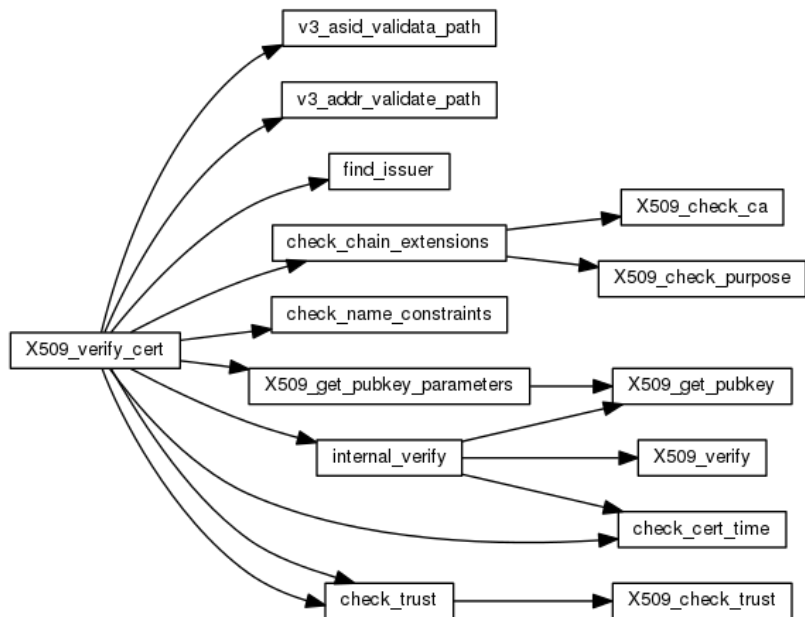 v3_asid_validata_path
v3_addr_validate_path
find_issuer
X509_check_ca
check_chain_extensions
X509_check_purpose
check_name_constraints
X509_verify_cert
X509_get_pubkey_parameters
X509_get_pubkey
internal_verify
X509_verify
check_cert_time
check_trust
X509_check_trust